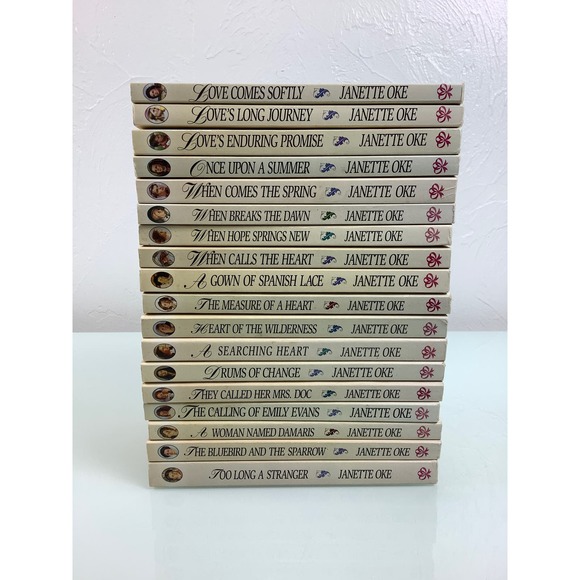 LOVE COMES SOFTLY JANETTE OKE
LOVE'S LONG JOURNEY JANETTE OKE
LOVE'S ENDURING PROMISE JANETTE OKE
ONCE UPON A SUMMER JANETTE OKE
WHEN COMES THE SPRING JANETTE OKE
WHEN BREAKS THE DAWN JANETTE OKE
WHEN HOPE SPRINGS NEW JANETTE OKE
WHEN CALLS THE HEART JANETTE OKE
A GOWN OF SPANISH LACE JANETTE OKE
THE MEASURE OF A HEART JANETTE OKE
HEART OF THE WILDERNESS JANETTE OKE
A SEARCHING HEART JANETTE OKE
DRUMS OF CHANGE JANETTE OKE
THEY CALLED HER MRS. DOC JANETTE OKE
THE CALLING OF EMILY EVANS JANETTE OKE
A WOMAN NAMED DAMARIS JANETTE OKE
THE BLUEBIRD AND THE SPARROW JANETTE OKE
TOO LONG A STRANGER JANETTE OKE